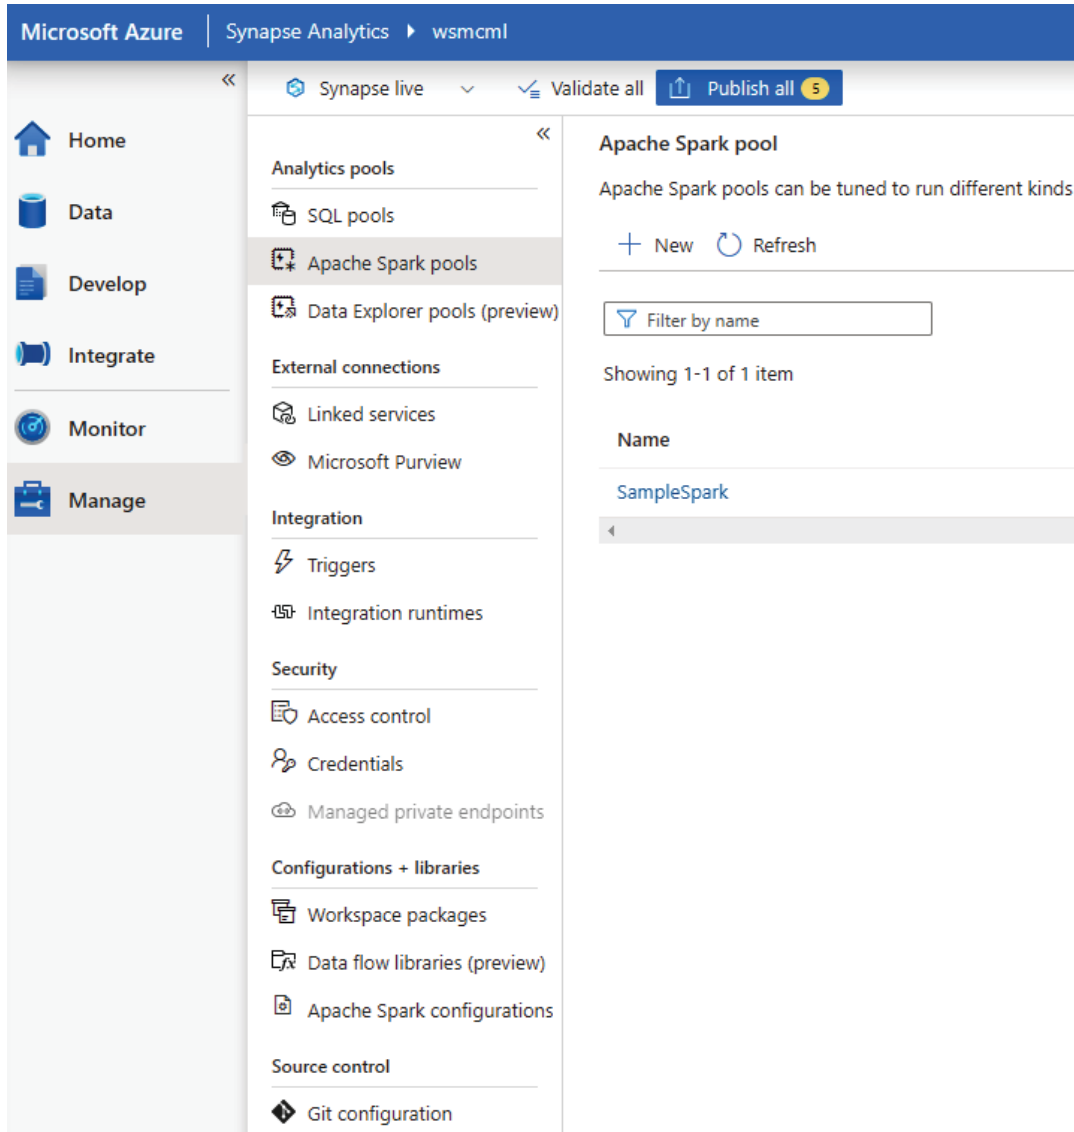 Microsoft Azure Synapse Analytics wsmcml
Synapse live Validate all Publish all 5
Home
Data
Develop
Integrate
Monitor
Manage
Analytics pools
SQL pools
Apache Spark pools
Data Explorer pools (preview)
External connections
Linked services
Microsoft Purview
Integration
Triggers
Integration runtimes
Security
Access control
Credentials
Managed private endpoints
Configurations + libraries
Workspace packages
Data flow libraries (preview)
Apache Spark configurations
Source control
Git configuration
Apache Spark pool
Apache Spark pools can be tuned to run different kinds
New Refresh
Filter by name
Showing 1-1 of 1 item
Name
SampleSpark